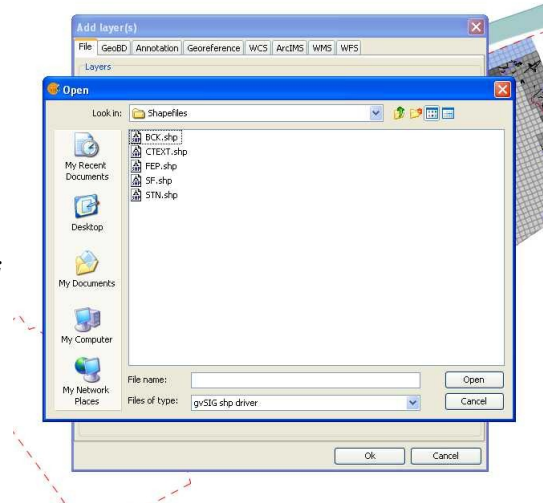 Add layer(s)
File GeoBD Annotation Georeference WCS ArcIMS WMS WFS
Layers
Open
Look in: Shapefiles
BCK.shp
CTEXT.shp
FEP.shp
SF.shp
STN.shp
My Recent
Documents
Desktop
My Documents
My Computer
My Network
Places
File name: Open
Files of type: gvSIG shp driver Cancel
Ok Cancel